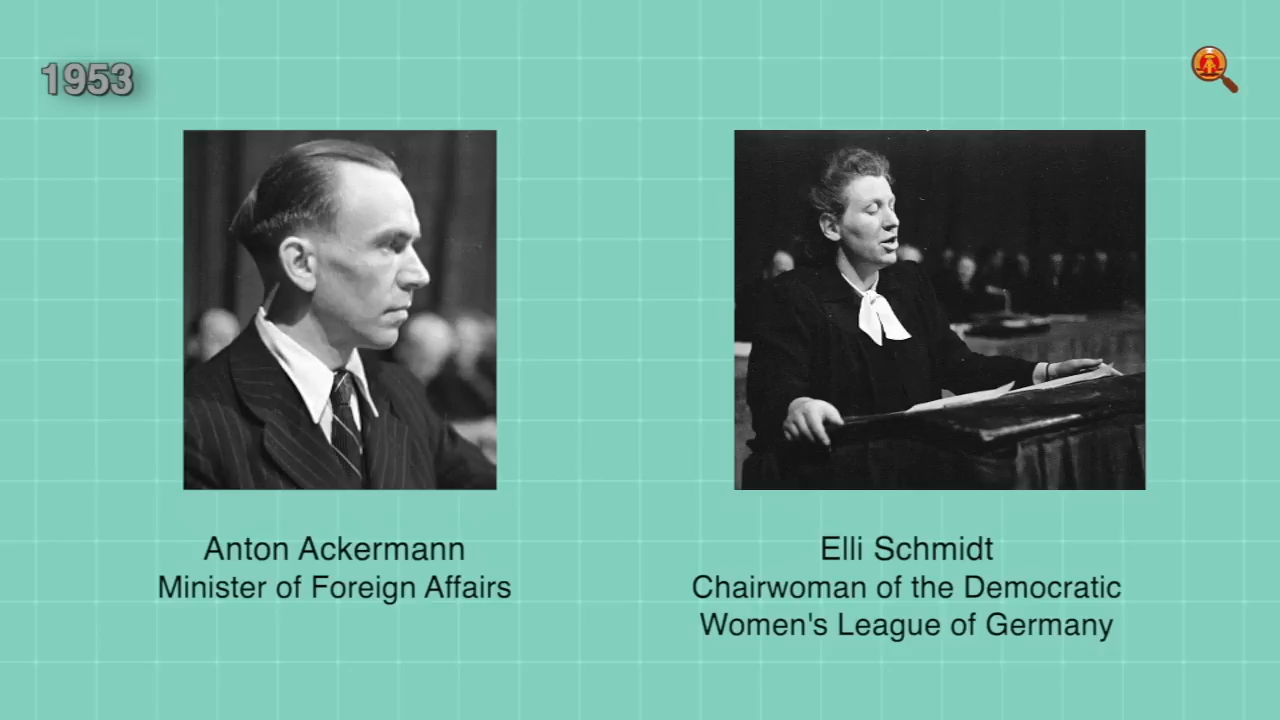 1953
Anton Ackermann
Minister of Foreign Affairs
Elli Schmidt
Chairwoman of the Democratic
Women's League of Germany